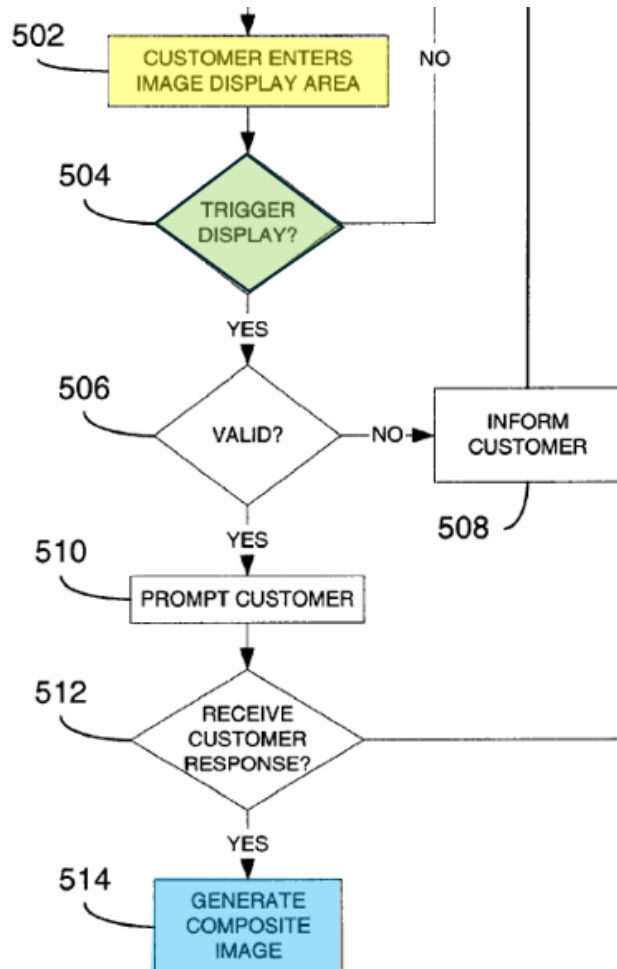 502
CUSTOMER ENTERS
IMAGE DISPLAY AREA
NO
504
TRIGGER
DISPLAY?
YES
506
VALID?
NO
INFORM
CUSTOMER
508
YES
510
PROMPT CUSTOMER
512
RECEIVE
CUSTOMER
RESPONSE?
YES
514
GENERATE
COMPOSITE
IMAGE